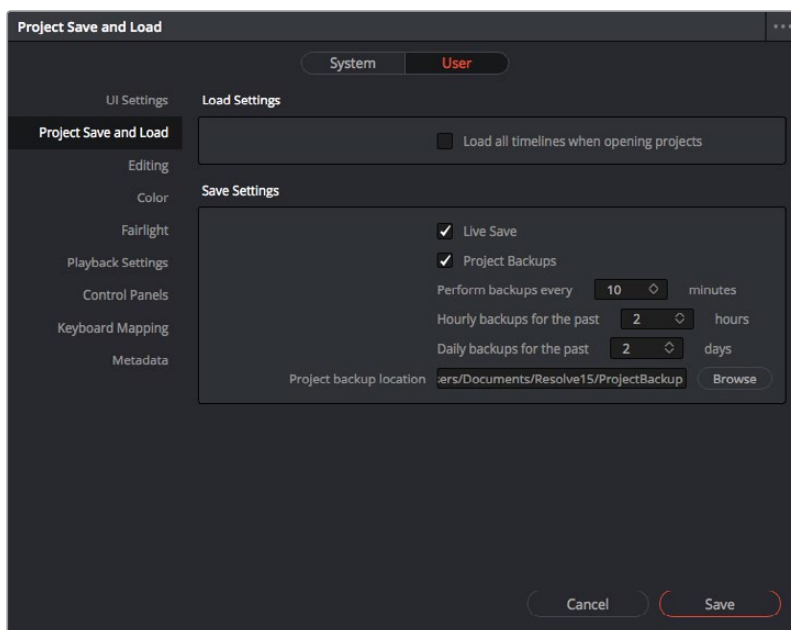 Project Save and Load
System User
UI Settings
Load Settings
Project Save and Load
Load all timelines when opening projects
Editing
Color
Save Settings
Fairlight
Live Save
Playback Settings
Project Backups
Control Panels
Perform backups every 10 minutes
Keyboard Mapping
Hourly backups for the past 2 hours
Metadata
Daily backups for the past 2 days
Project backup location :ers/Documents/Resolve15/ProjectBackup Browse
Cancel Save